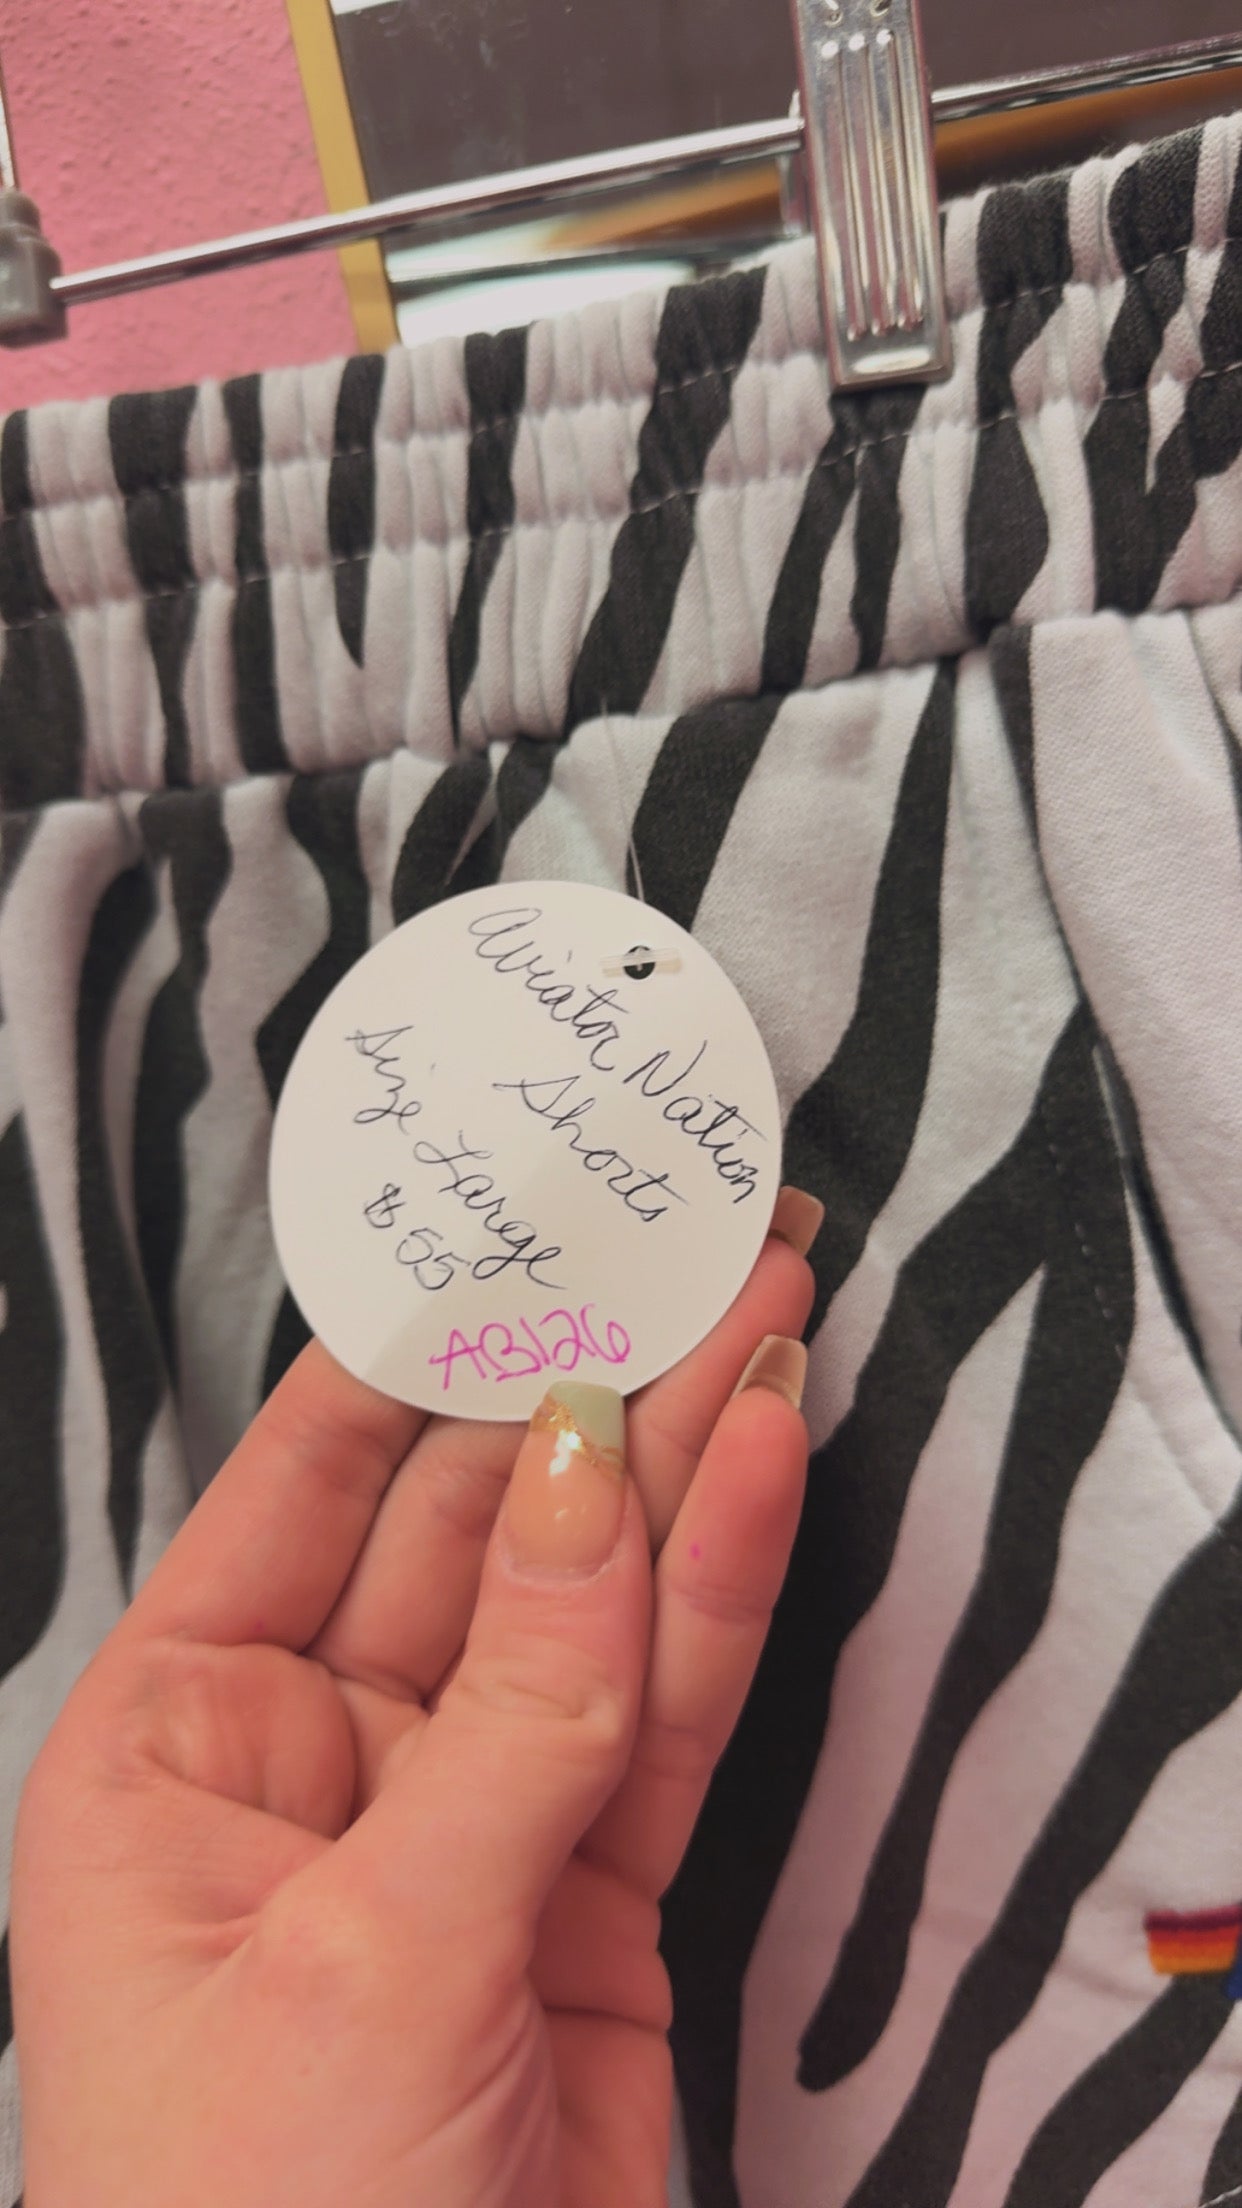 Aviator Nation
Shorts
Size Large
$55
AB126